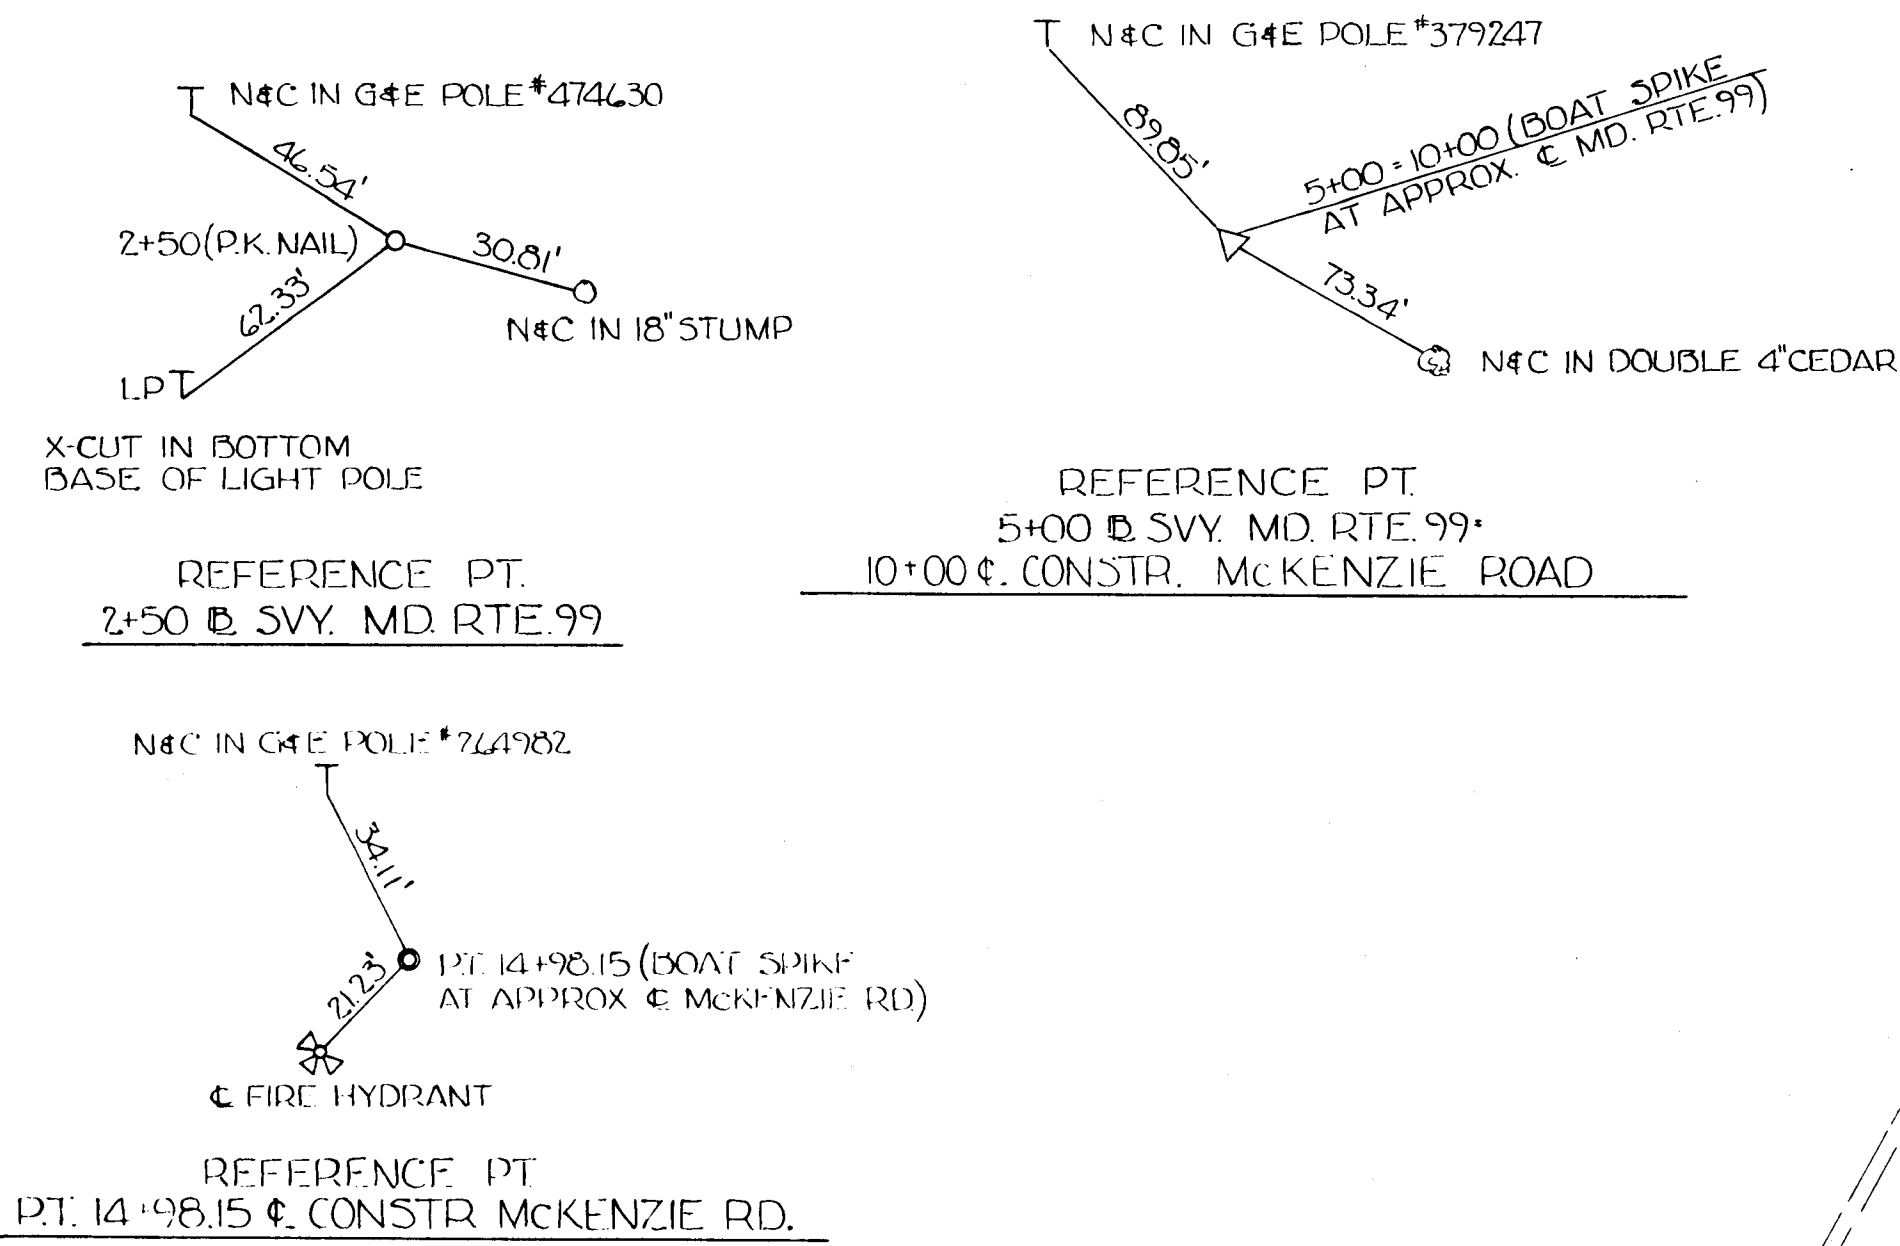 N&C IN G&E POLE #474630
46.54'
2+50 (P.K. NAIL)
30.81'
62.33'
N&C IN 18" STUMP
LP
X-CUT IN BOTTOM
BASE OF LIGHT POLE
REFERENCE PT.
2+50 B SVY. MD. RTE. 99
N&C IN G&E POLE #379247
89.85'
5+00 = 10+00 (BOAT SPIKE
AT APPROX. ℄ MD. RTE. 99)
73.34'
N&C IN DOUBLE 4" CEDAR
REFERENCE PT.
5+00 B SVY. MD. RTE. 99 =
10+00 ℄. CONSTR. McKENZIE ROAD
N&C IN G&E POLE #264982
34.11'
21.23'
P.T. 14+98.15 (BOAT SPIKE
AT APPROX ℄ McKENZIE RD.)
℄ FIRE HYDRANT
REFERENCE PT
P.T. 14+98.15 ℄ CONSTR McKENZIE RD.